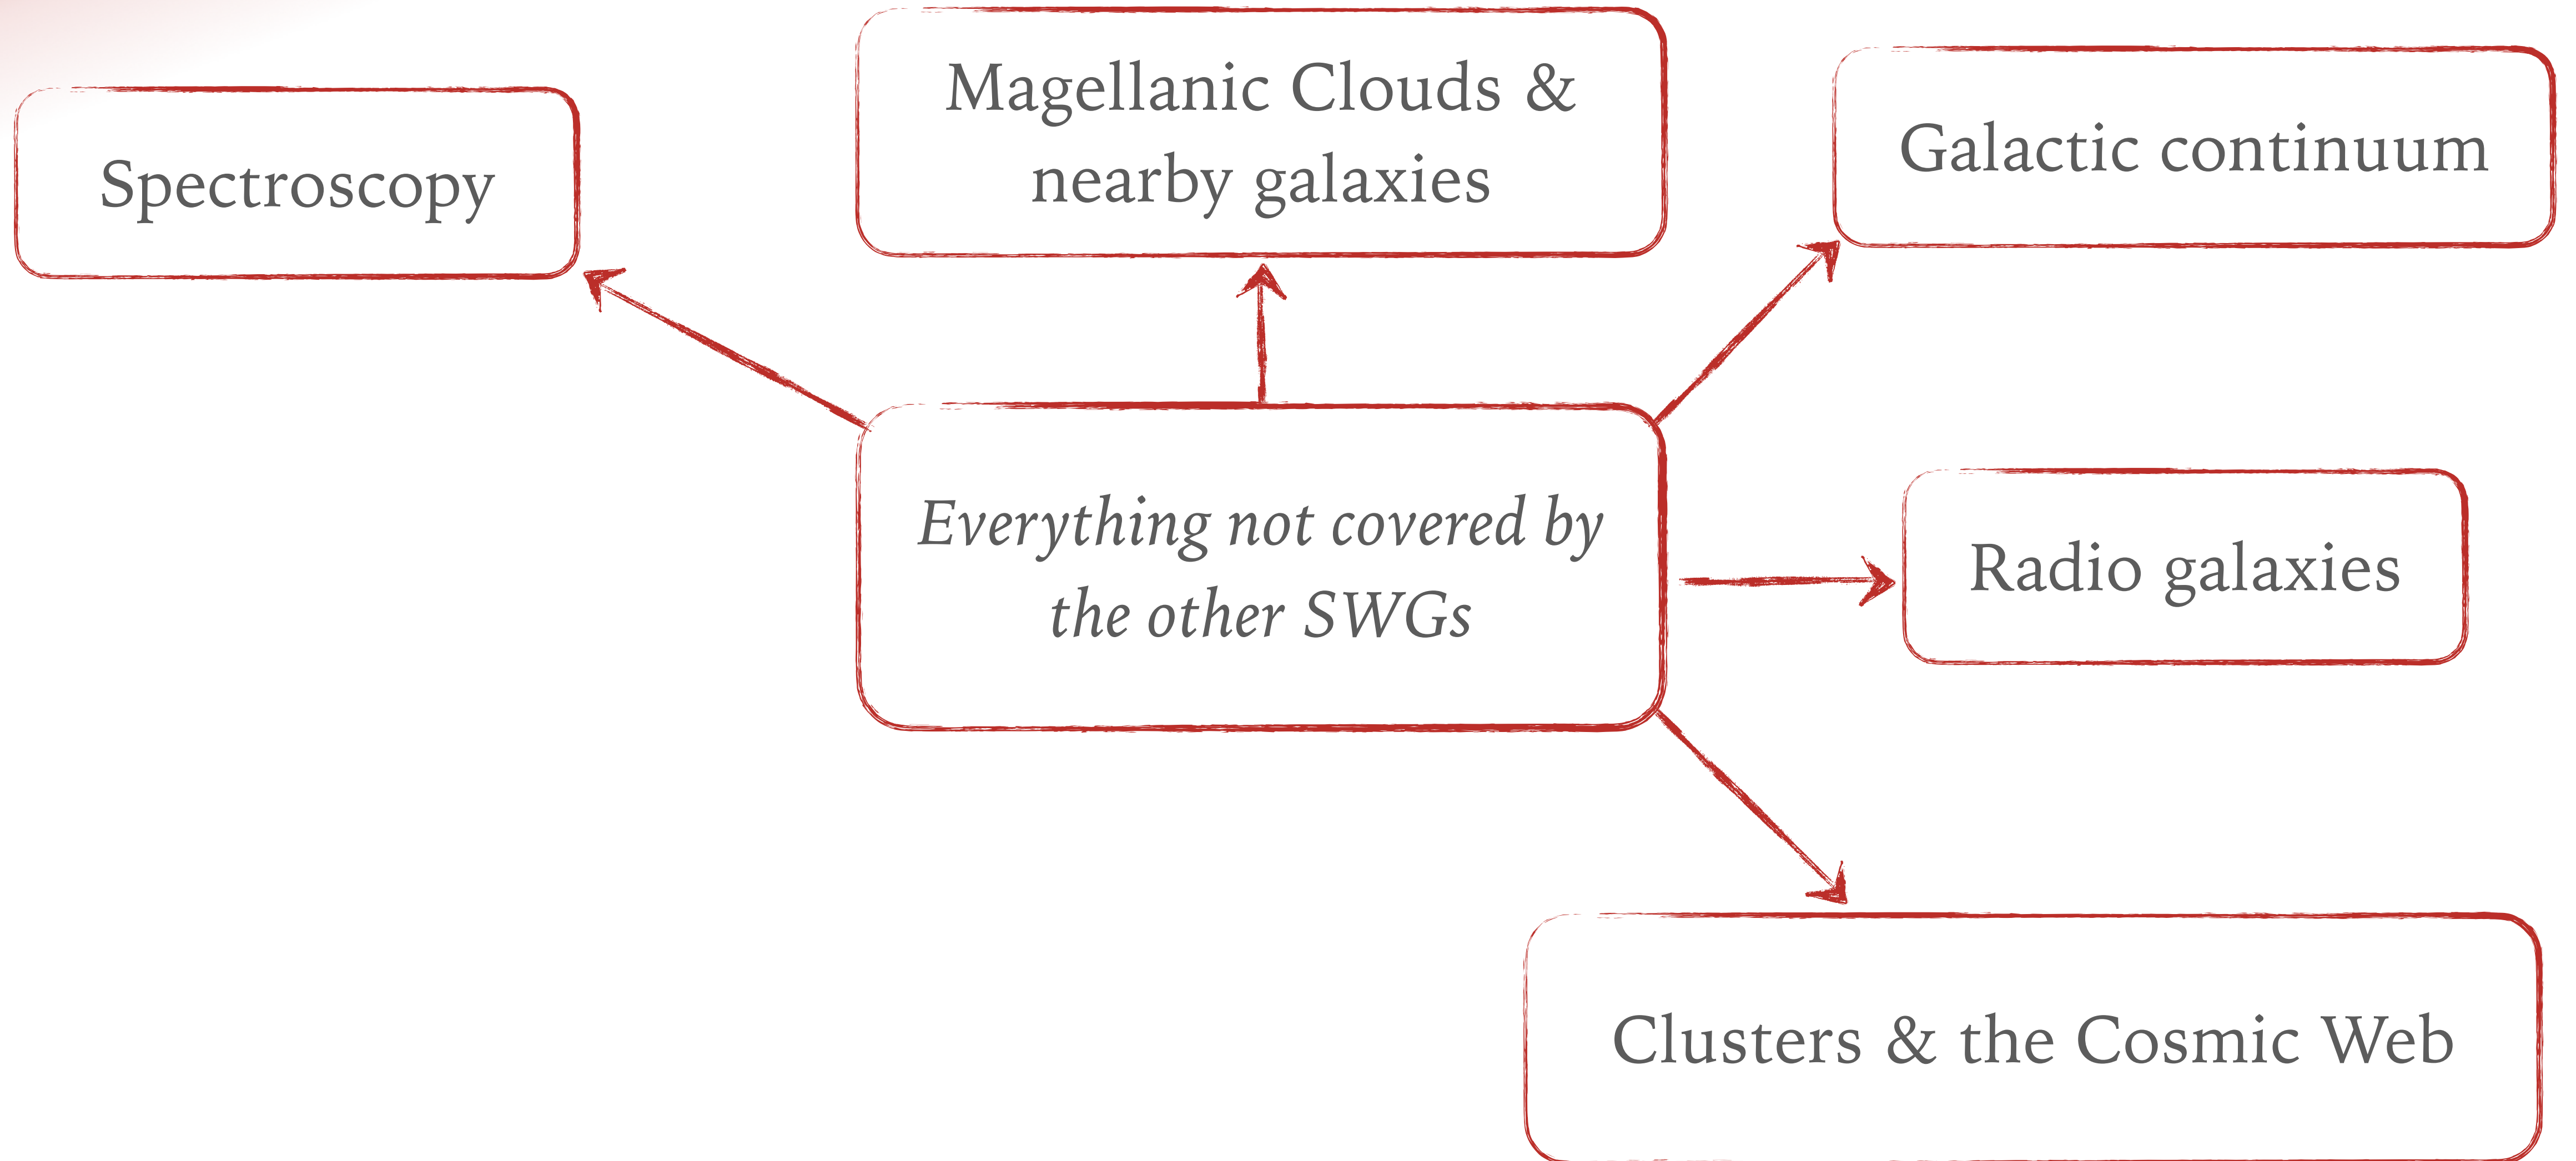 Spectroscopy
Magellanic Clouds &
nearby galaxies
Galactic continuum
Everything not covered by
the other SWGs
Radio galaxies
Clusters & the Cosmic Web